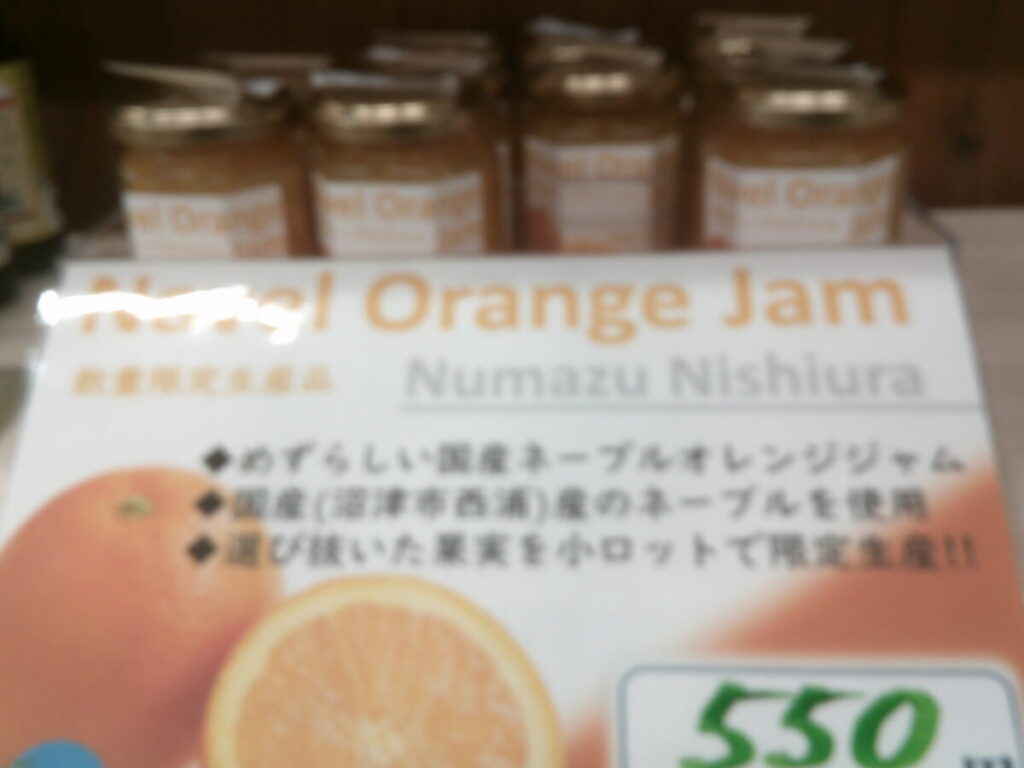 Navel Orange Jam
数量限定生産品
Numazu Nishiura
◆めずらしい国産ネーブルオレンジジャム
◆国産(沼津市西浦)産のネーブルを使用
◆選び抜いた果実を小ロットで限定生産!!
550